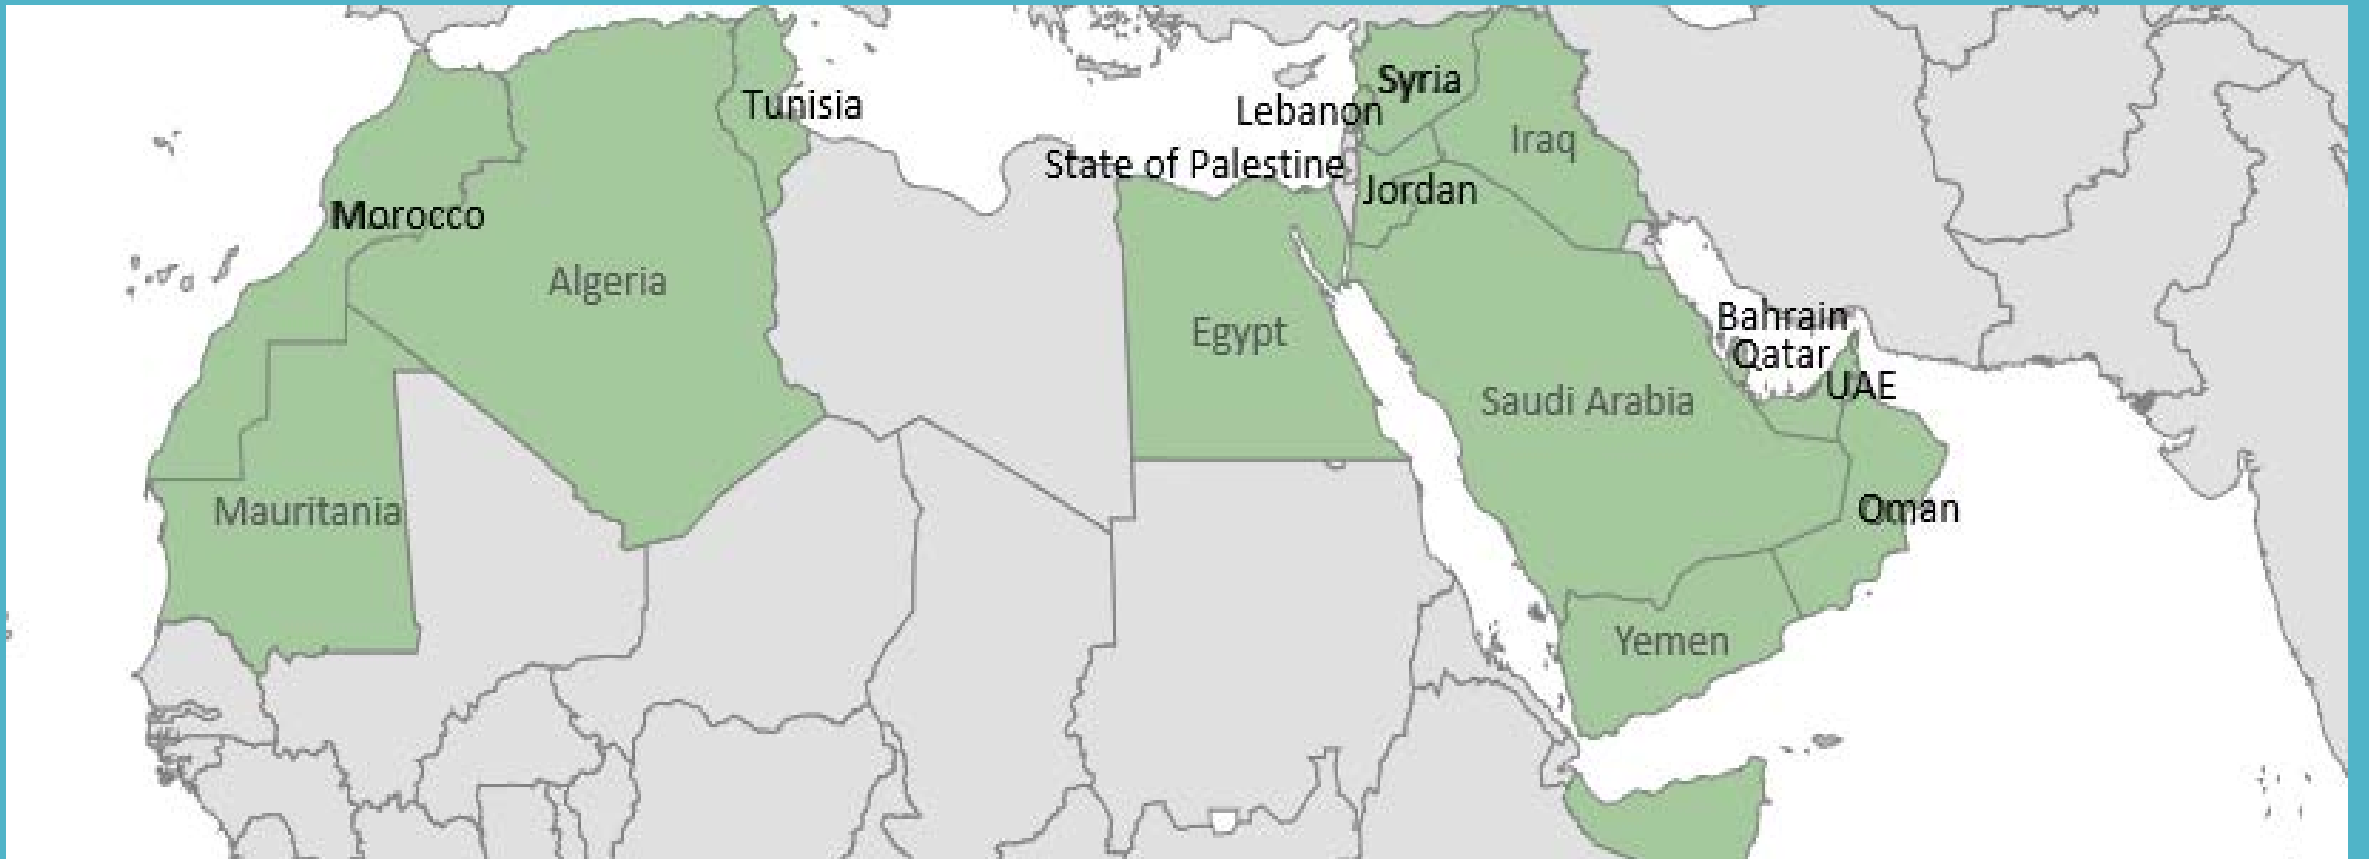 Syria
Tunisia
Lebanon
Iraq
State of Palestine
Jordan
Morocco
Algeria
Bahrain
Egypt
Qatar
UAE
Saudi Arabia
Mauritania
Oman
Yemen